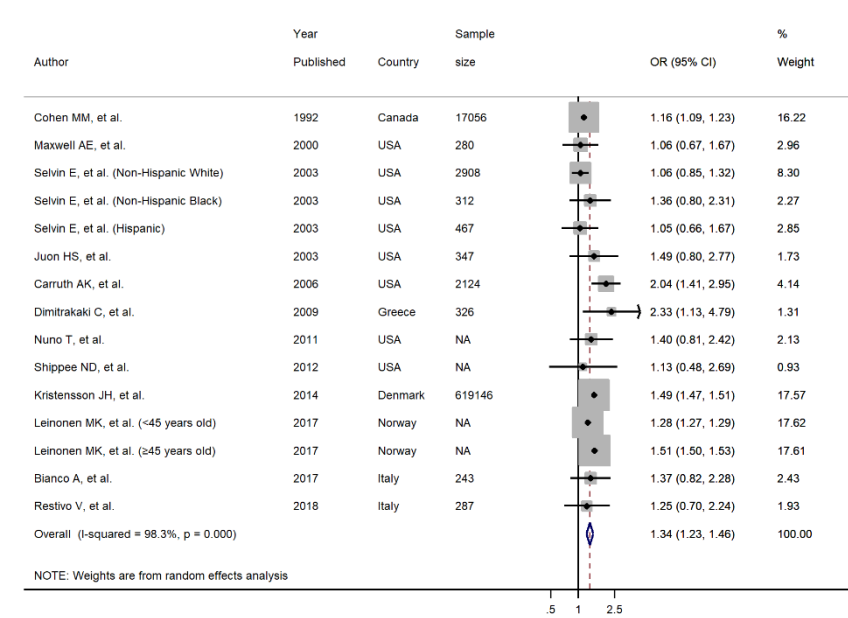 Year Sample %
Author Published Country size OR (95% CI) Weight
Cohen MM, et al. 1992 Canada 17056 1.16 (1.09, 1.23) 16.22
Maxwell AE, et al. 2000 USA 280 1.06 (0.67, 1.67) 2.96
Selvin E, et al. (Non-Hispanic White) 2003 USA 2908 1.06 (0.85, 1.32) 8.30
Selvin E, et al. (Non-Hispanic Black) 2003 USA 312 1.36 (0.80, 2.31) 2.27
Selvin E, et al. (Hispanic) 2003 USA 467 1.05 (0.66, 1.67) 2.85
Juon HS, et al. 2003 USA 347 1.49 (0.80, 2.77) 1.73
Carruth AK, et al. 2006 USA 2124 2.04 (1.41, 2.95) 4.14
Dimitrakaki C, et al. 2009 Greece 326 2.33 (1.13, 4.79) 1.31
Nuno T, et al. 2011 USA NA 1.40 (0.81, 2.42) 2.13
Shippee ND, et al. 2012 USA NA 1.13 (0.48, 2.69) 0.93
Kristensson JH, et al. 2014 Denmark 619146 1.49 (1.47, 1.51) 17.57
Leinonen MK, et al. (<45 years old) 2017 Norway NA 1.28 (1.27, 1.29) 17.62
Leinonen MK, et al. (≥45 years old) 2017 Norway NA 1.51 (1.50, 1.53) 17.61
Bianco A, et al. 2017 Italy 243 1.37 (0.82, 2.28) 2.43
Restivo V, et al. 2018 Italy 287 1.25 (0.70, 2.24) 1.93
Overall (I-squared = 98.3%, p = 0.000) 1.34 (1.23, 1.46) 100.00
NOTE: Weights are from random effects analysis
.5 1 2.5